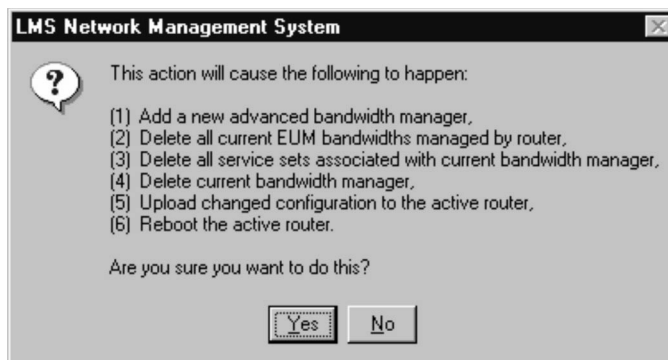 LMS Network Management System
?
This action will cause the following to happen:
(1) Add a new advanced bandwidth manager,
(2) Delete all current EUM bandwidths managed by router,
(3) Delete all service sets associated with current bandwidth manager,
(4) Delete current bandwidth manager,
(5) Upload changed configuration to the active router,
(6) Reboot the active router.
Are you sure you want to do this?
Yes No